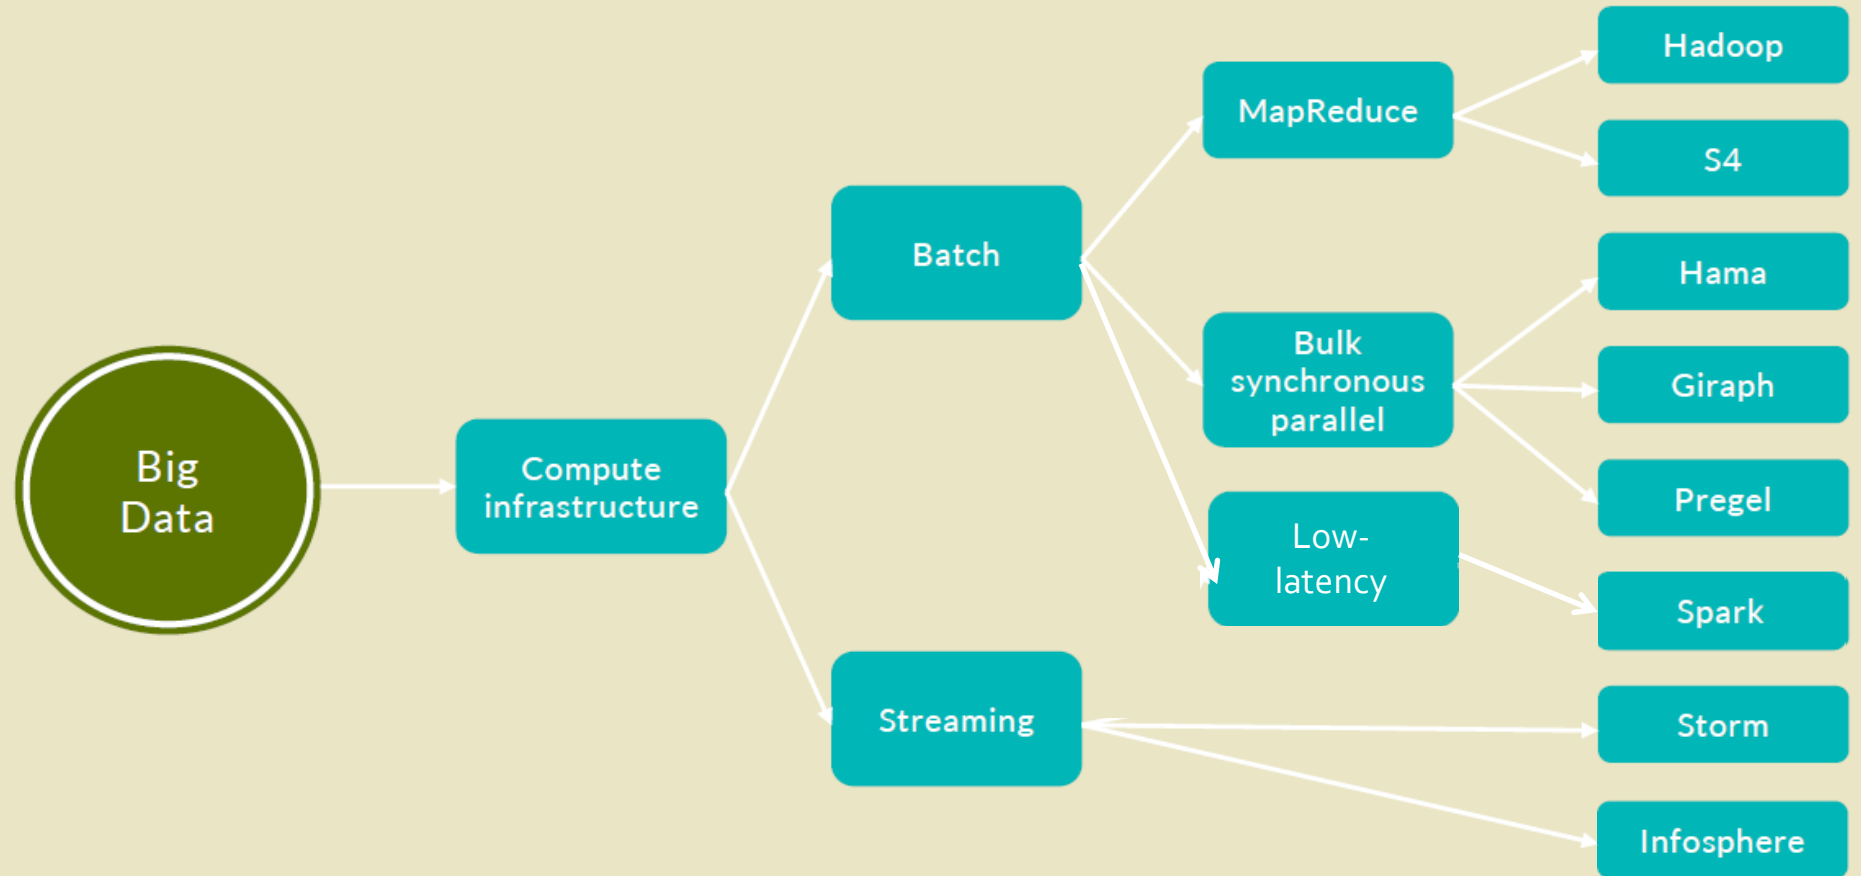 Big
Data
Compute
infrastructure
Batch
Streaming
MapReduce
Bulk
synchronous
parallel
Low-
latency
Hadoop
S4
Hama
Giraph
Pregel
Spark
Storm
Infosphere